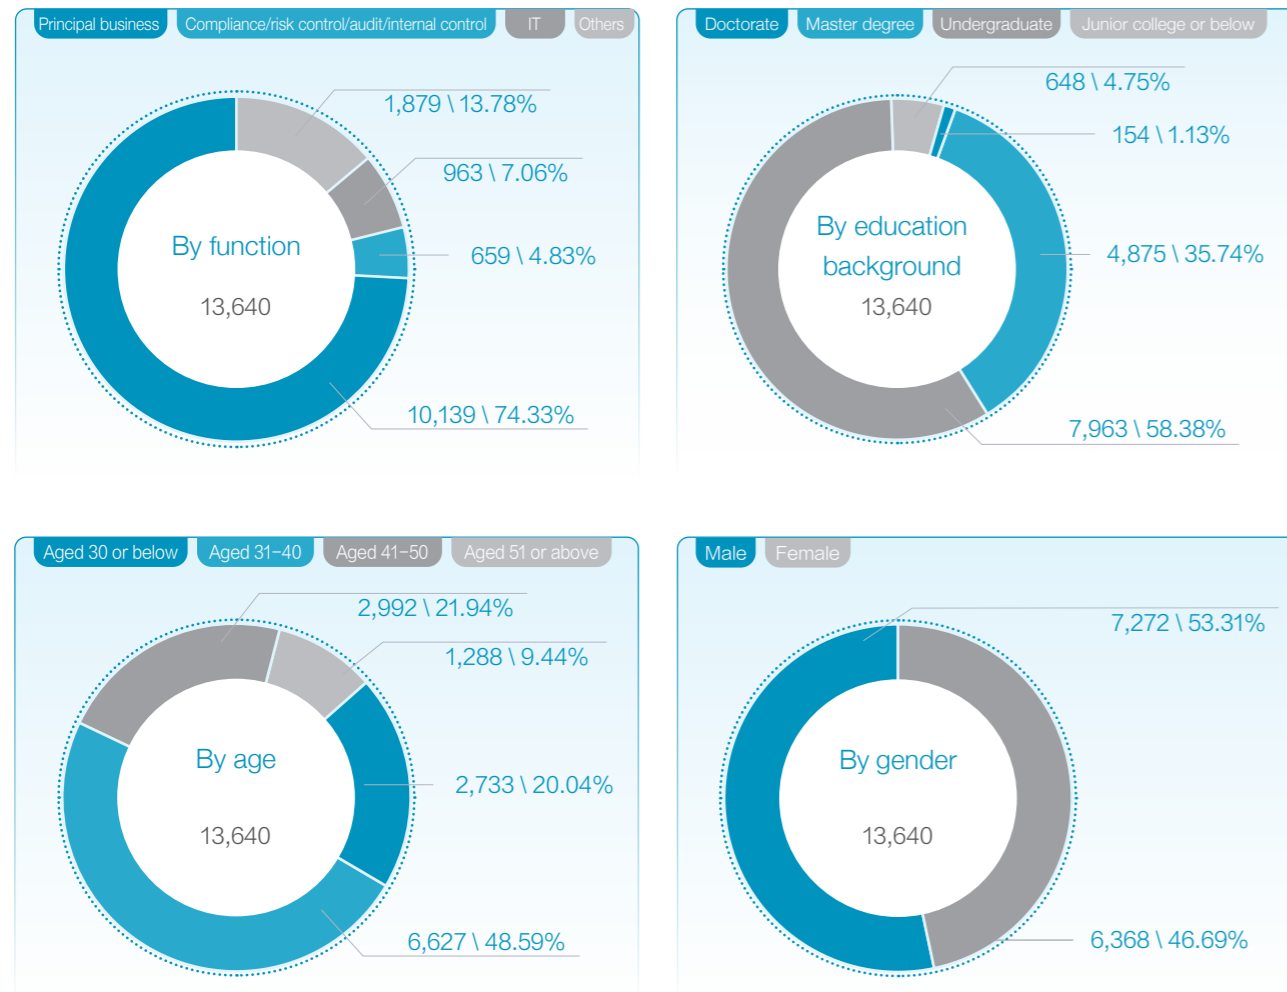 Principal business
Compliance/risk control/audit/internal control
IT
Others
1,879 \ 13.78%
963 \ 7.06%
659 \ 4.83%
By function
13,640
10,139 \ 74.33%
Doctorate
Master degree
Undergraduate
Junior college or below
648 \ 4.75%
154 \ 1.13%
By education
background
13,640
4,875 \ 35.74%
7,963 \ 58.38%
Aged 30 or below
Aged 31–40
Aged 41–50
Aged 51 or above
2,992 \ 21.94%
1,288 \ 9.44%
By age
2,733 \ 20.04%
13,640
6,627 \ 48.59%
Male
Female
7,272 \ 53.31%
By gender
13,640
6,368 \ 46.69%